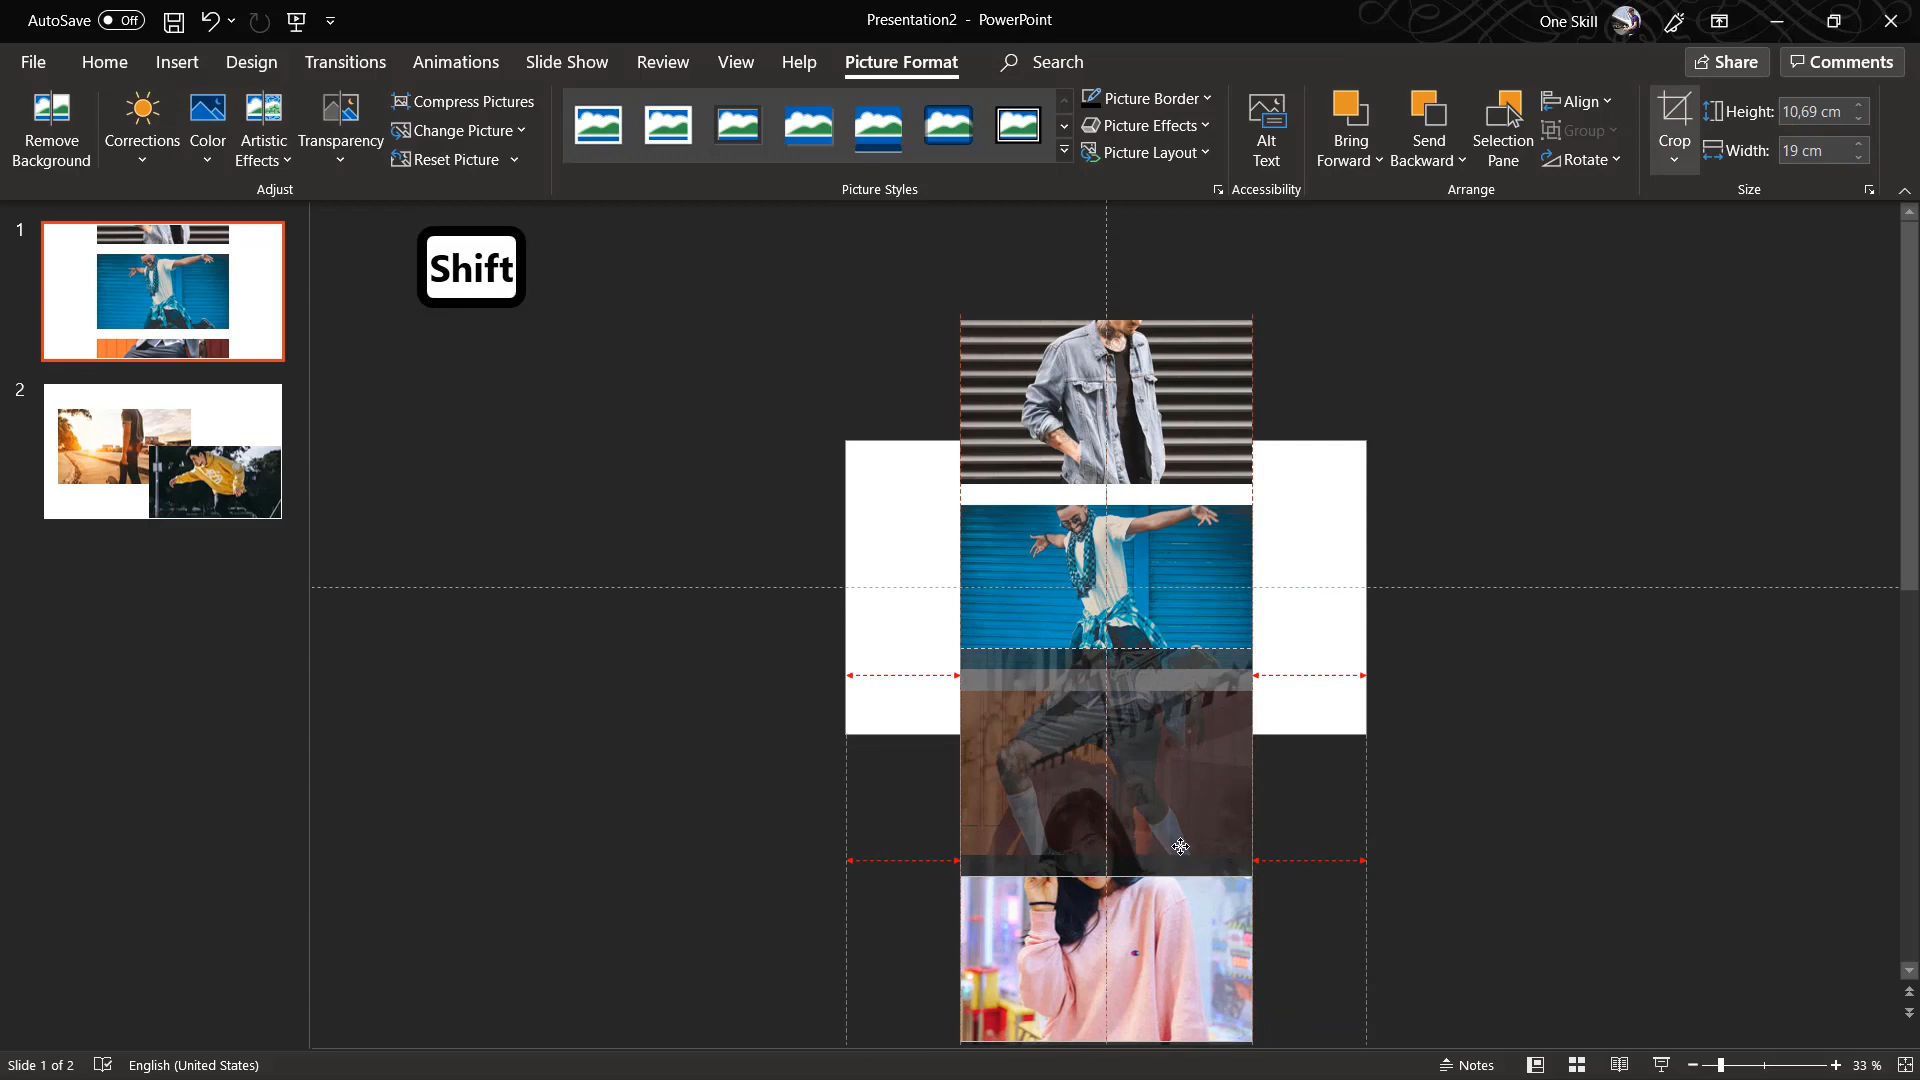 AutoSave Off
Presentation2 - PowerPoint
One Skill
File Home Insert Design Transitions Animations Slide Show Review View Help Picture Format Search
Share Comments
Remove Background
Corrections
Color
Artistic Effects
Transparency
Compress Pictures
Change Picture
Reset Picture
Adjust
Picture Styles
Picture Border
Picture Effects
Picture Layout
Alt Text
Accessibility
Bring Forward
Send Backward
Selection Pane
Align
Group
Rotate
Arrange
Crop
Height: 10,69 cm
Width: 19 cm
Size
1
2
Shift
Slide 1 of 2
English (United States)
Notes
33 %